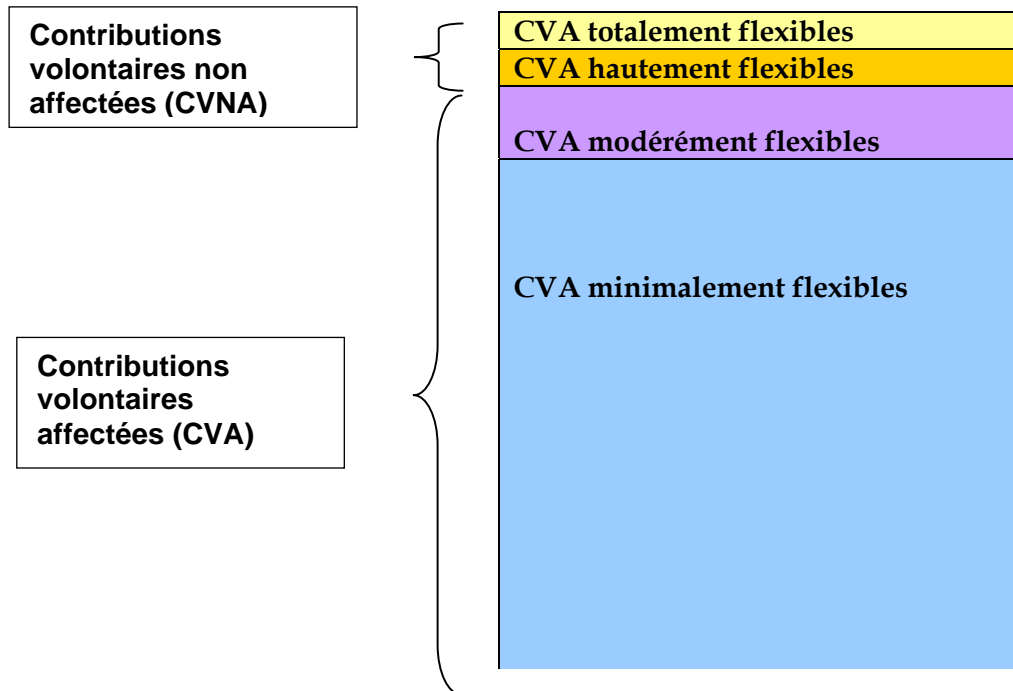 Contributions
volontaires non
affectées (CVNA)
CVA totalement flexibles
CVA hautement flexibles
CVA modérément flexibles
CVA minimalement flexibles
Contributions
volontaires
affectées (CVA)